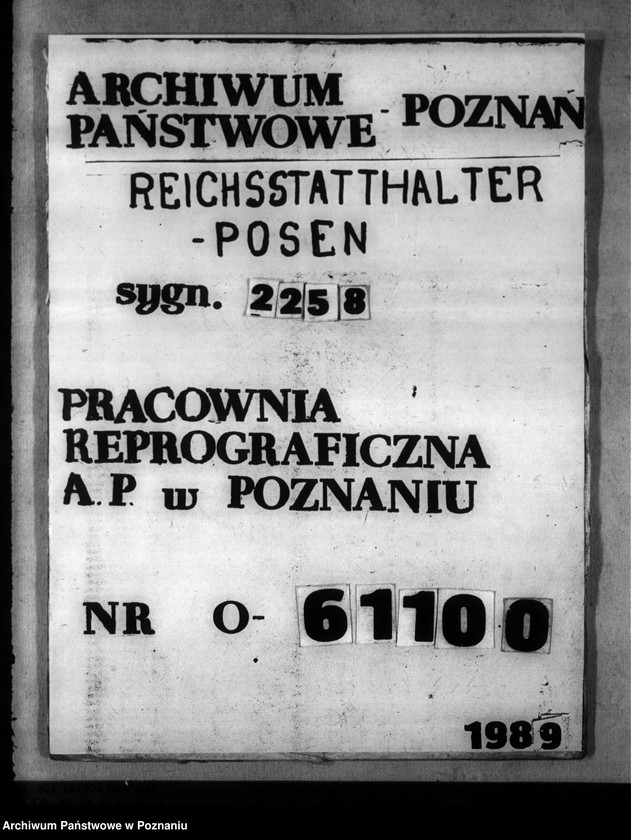 ARCHIWUM
PAŃSTWOWE - POZNAŃ
REICHSSTATTHALTER
-POSEN
sygn. 2258
PRACOWNIA
REPROGRAFICZNA
A.P. w POZNANIU
NR O- 61100
1989
Archiwum Państwowe w Poznaniu